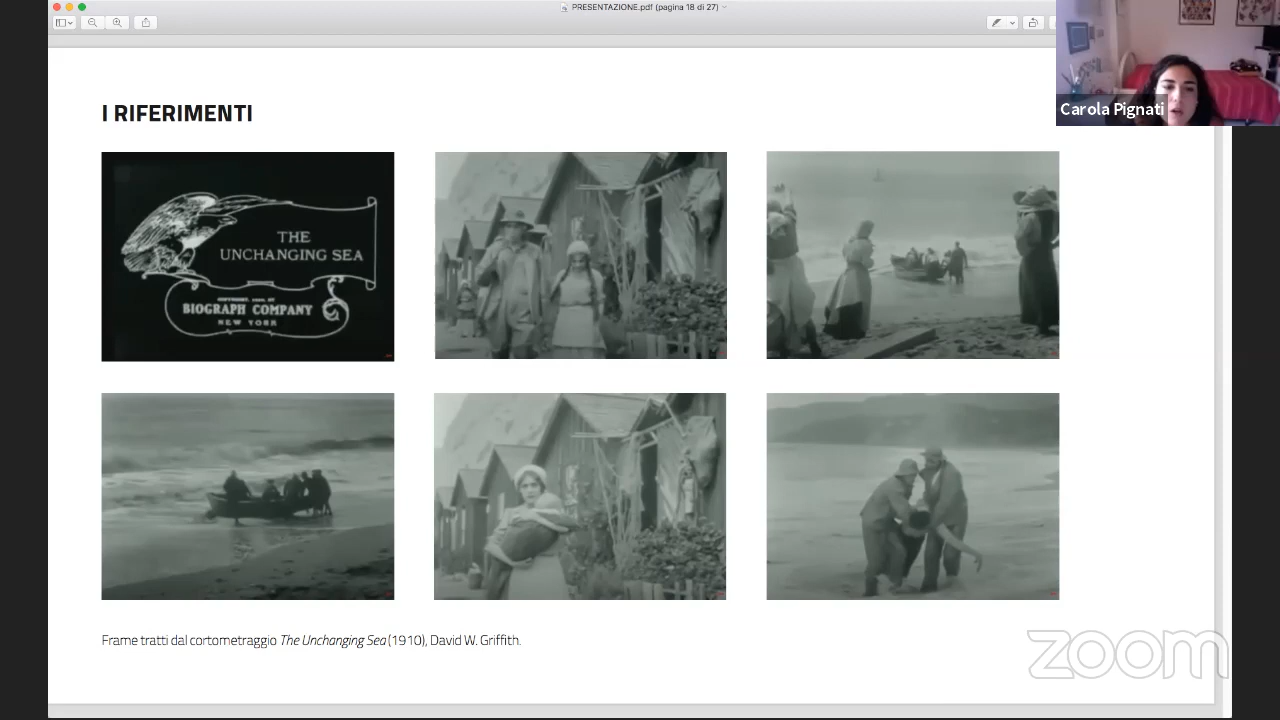 PRESENTAZIONE.pdf (pagina 18 di 27)
Carola Pignati
I RIFERIMENTI
THE
UNCHANGING SEA
BIOGRAPH COMPANY
NEW YORK
Frame tratti dal cortometraggio The Unchanging Sea (1910), David W. Griffith.
zoom